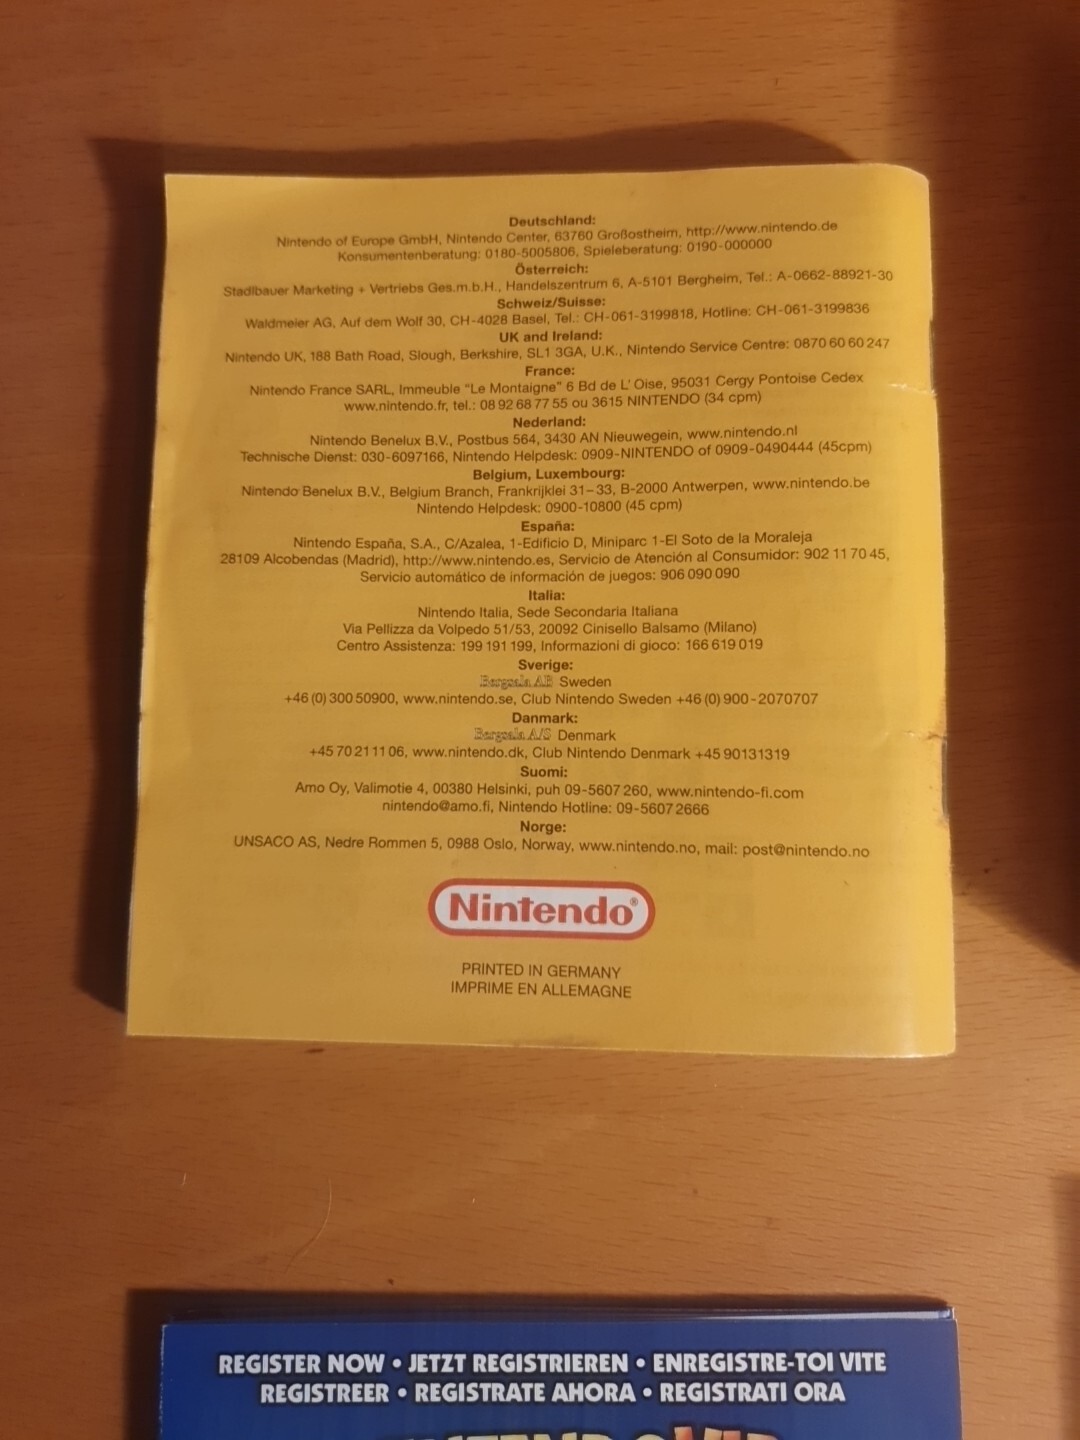 Deutschland:
Nintendo of Europe GmbH, Nintendo Center, 63760 Großostheim, http://www.nintendo.de
Konsumentenberatung: 0180-5005806, Spieleberatung: 0190-000000
Österreich:
Stadlbauer Marketing + Vertriebs Ges.m.b.H., Handelszentrum 6, A-5101 Bergheim, Tel.: A-0662-88921-30
Schweiz/Suisse:
Waldmeier AG, Auf dem Wolf 30, CH-4028 Basel, Tel.: CH-061-3199818, Hotline: CH-061-3199836
UK and Ireland:
Nintendo UK, 188 Bath Road, Slough, Berkshire, SL1 3GA, U.K., Nintendo Service Centre: 0870 60 60 247
France:
Nintendo France SARL, Immeuble "Le Montaigne" 6 Bd de L' Oise, 95031 Cergy Pontoise Cedex
www.nintendo.fr, tel.: 08 92 68 77 55 ou 3615 NINTENDO (34 cpm)
Nederland:
Nintendo Benelux B.V., Postbus 564, 3430 AN Nieuwegein, www.nintendo.nl
Technische Dienst: 030-6097166, Nintendo Helpdesk: 0909-NINTENDO of 0909-0490444 (45cpm)
Belgium, Luxembourg:
Nintendo Benelux B.V., Belgium Branch, Frankrijklei 31–33, B-2000 Antwerpen, www.nintendo.be
Nintendo Helpdesk: 0900-10800 (45 cpm)
España:
Nintendo España, S.A., C/Azalea, 1-Edificio D, Miniparc 1-El Soto de la Moraleja
28109 Alcobendas (Madrid), http://www.nintendo.es, Servicio de Atención al Consumidor: 902 11 70 45,
Servicio automático de información de juegos: 906 090 090
Italia:
Nintendo Italia, Sede Secondaria Italiana
Via Pellizza da Volpedo 51/53, 20092 Cinisello Balsamo (Milano)
Centro Assistenza: 199 191 199, Informazioni di gioco: 166 619 019
Sverige:
Bergsala AB Sweden
+46 (0) 300 50900, www.nintendo.se, Club Nintendo Sweden +46 (0) 900-2070707
Danmark:
Bergsala A/S Denmark
+45 70 21 11 06, www.nintendo.dk, Club Nintendo Denmark +45 90131319
Suomi:
Amo Oy, Valimotie 4, 00380 Helsinki, puh 09-5607 260, www.nintendo-fi.com
nintendo@amo.fi, Nintendo Hotline: 09-5607 2666
Norge:
UNSACO AS, Nedre Rommen 5, 0988 Oslo, Norway, www.nintendo.no, mail: post@nintendo.no
Nintendo®
PRINTED IN GERMANY
IMPRIME EN ALLEMAGNE
REGISTER NOW • JETZT REGISTRIEREN • ENREGISTRE-TOI VITE
REGISTREER • REGISTRATE AHORA • REGISTRATI ORA